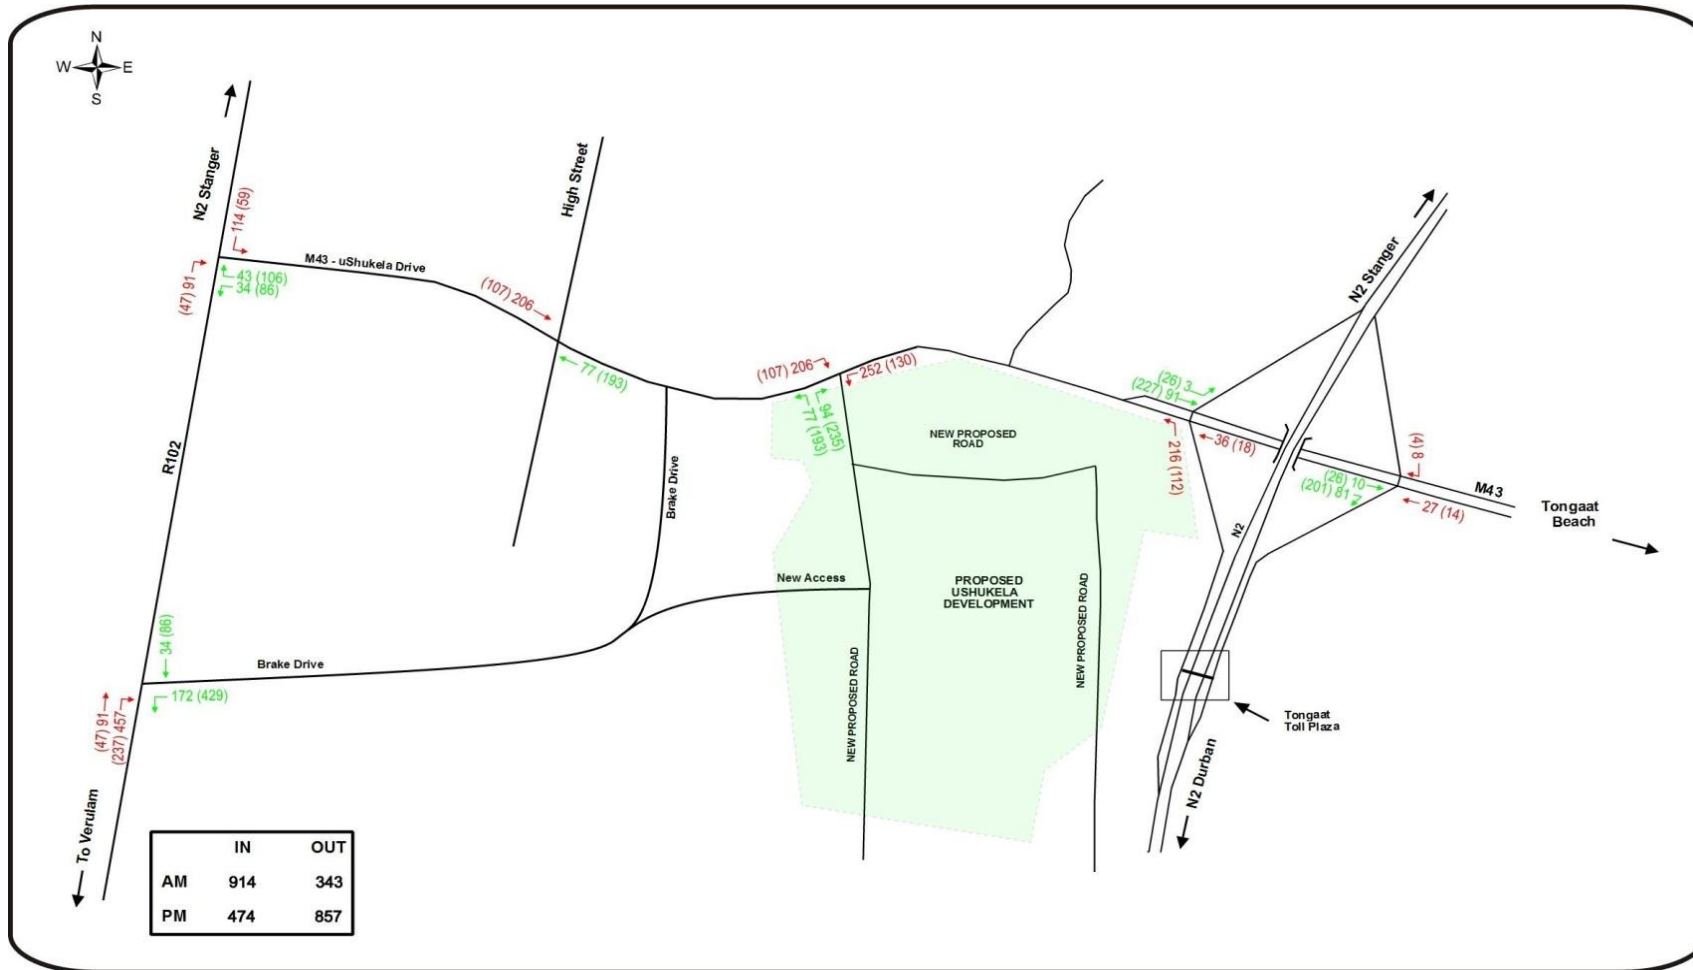 N
W E
S
N2 Stanger
114 (59)
M43 - uShukela Drive
(47) 91
43 (106)
34 (86)
High Street
(107) 206
77 (193)
R102
Brake Drive
(107) 206
252 (130)
94 (235)
77 (193)
NEW PROPOSED
ROAD
(26) 3
(227) 91
36 (18)
216 (112)
N2 Stanger
(4) 8
(26) 10
(201) 81
27 (14)
M43
Tongaat
Beach
N2
New Access
PROPOSED
USHUKELA
DEVELOPMENT
NEW PROPOSED ROAD
NEW PROPOSED ROAD
34 (86)
Brake Drive
172 (429)
(47) 91
(237) 457
To Verulam
Tongaat
Toll Plaza
N2 Durban
IN OUT
AM 914 343
PM 474 857